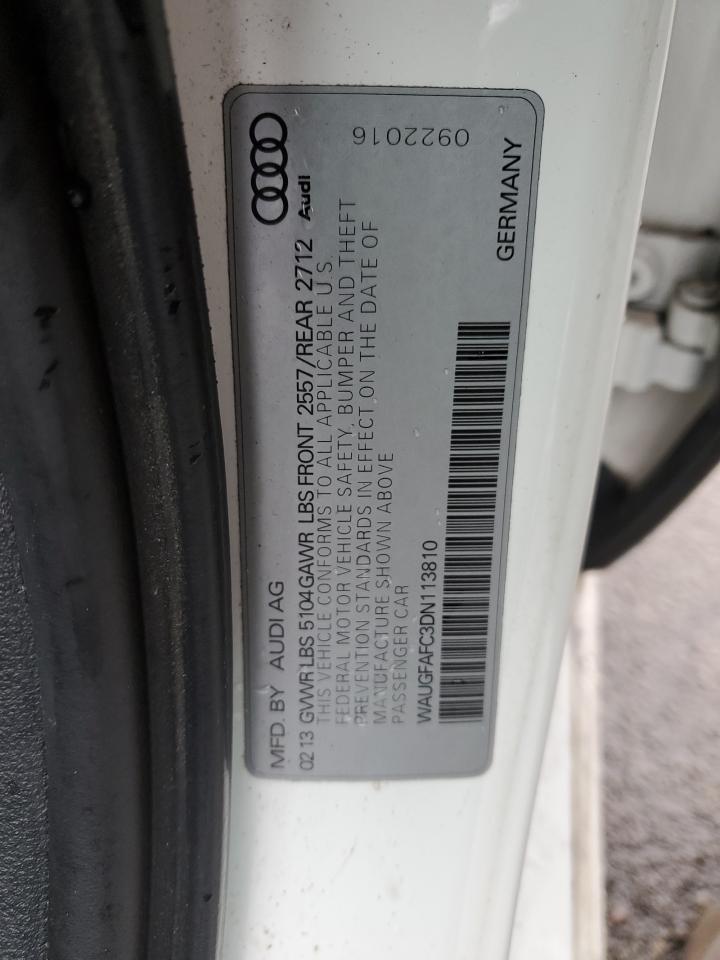 MFD. BY AUDI AG
02 13 GVWR LBS 5104 GAWR LBS FRONT 2557/REAR 2712 Audi
THIS VEHICLE CONFORMS TO ALL APPLICABLE U.S.
FEDERAL MOTOR VEHICLE SAFETY, BUMPER AND THEFT
PREVENTION STANDARDS IN EFFECT ON THE DATE OF
MANUFACTURE SHOWN ABOVE
PASSENGER CAR
0922016
WAUGFAFC3DN113810
GERMANY